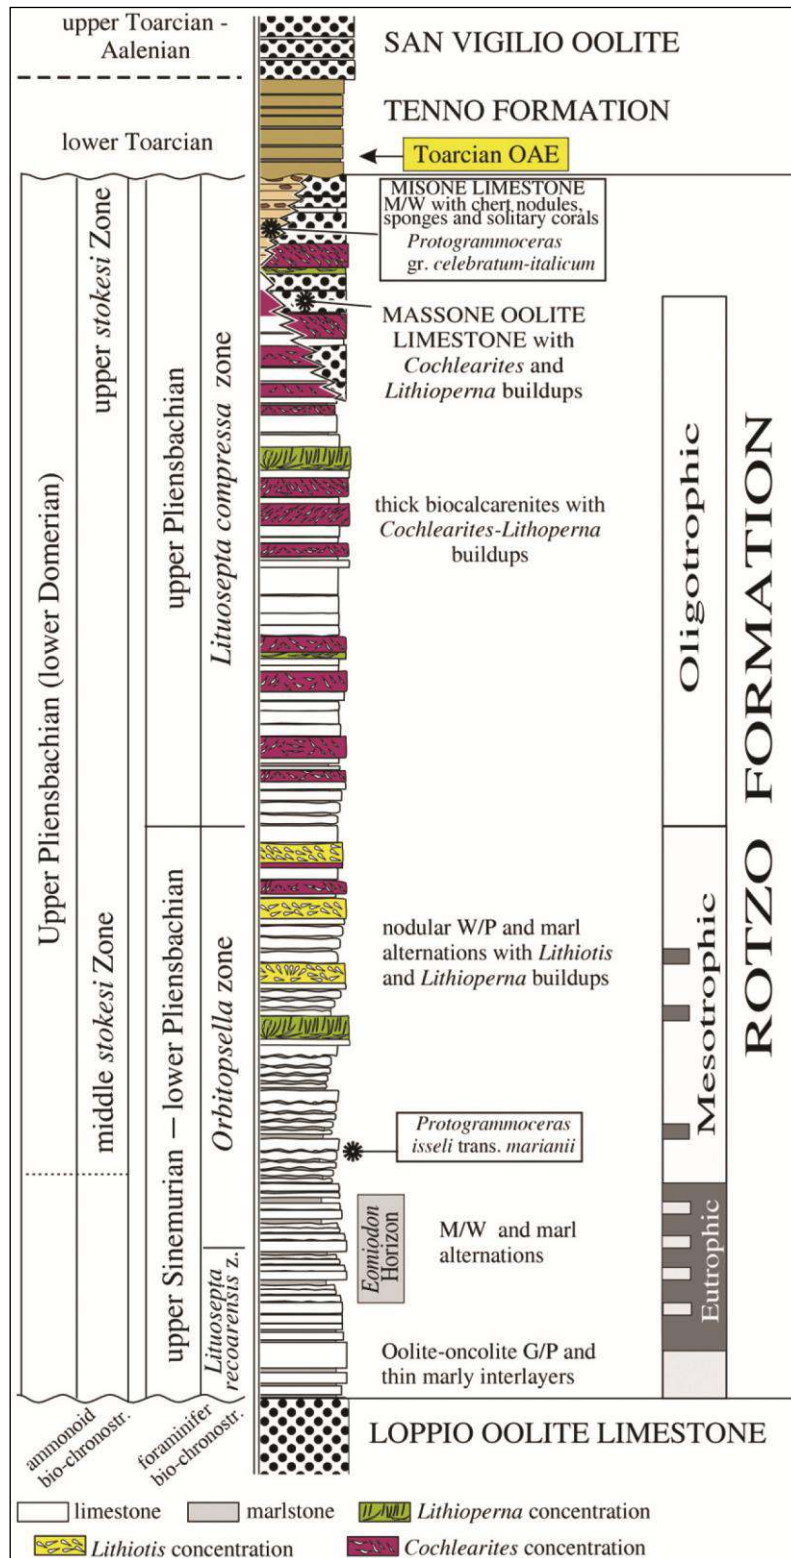 upper Toarcian -
Aalenian
SAN VIGILIO OOLITE
TENNO FORMATION
lower Toarcian
Toarcian OAE
MISONE LIMESTONE
M/W with chert nodules,
sponges and solitary corals
Protogrammoceras
gr. celebratum-italicum
MASSONE OOLITE
LIMESTONE with
Cochlearites and
Lithioperna buildups
thick biocalcarenites with
Cochlearites-Lithoperna
buildups
nodular W/P and marl
alternations with Lithiotis
and Lithioperna buildups
Protogrammoceras
isseli trans. marianii
Eomiodon
Horizon
M/W and marl
alternations
Oolite-oncolite G/P and
thin marly interlayers
LOPPIO OOLITE LIMESTONE
Upper Pliensbachian (lower Domerian)
upper stokesi Zone
middle stokesi Zone
upper Pliensbachian
upper Sinemurian — lower Pliensbachian
Lituosepta compressa zone
Orbitopsella zone
Lituosepta
recoarensis z.
Oligotrophic
Mesotrophic
Eutrophic
ROTZO FORMATION
ammonoid
bio-chronostr.
foraminifer
bio-chronostr.
limestone
marlstone
Lithioperna concentration
Lithiotis concentration
Cochlearites concentration